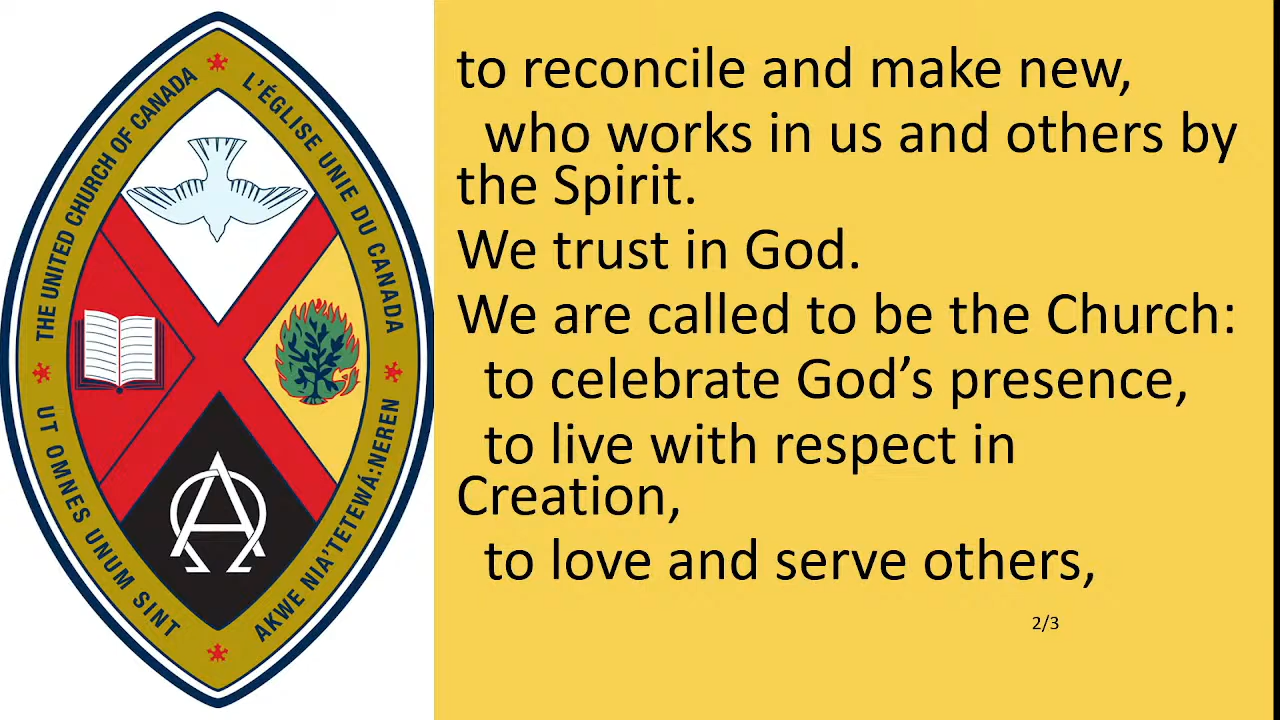 THE UNITED CHURCH OF CANADA
L'ÉGLISE UNIE DU CANADA
UT OMNES UNUM SINT
AKWE NIA'TETEWÁ:NEREN
ΑΩ
to reconcile and make new,
who works in us and others by
the Spirit.
We trust in God.
We are called to be the Church:
to celebrate God’s presence,
to live with respect in
Creation,
to love and serve others,
2/3